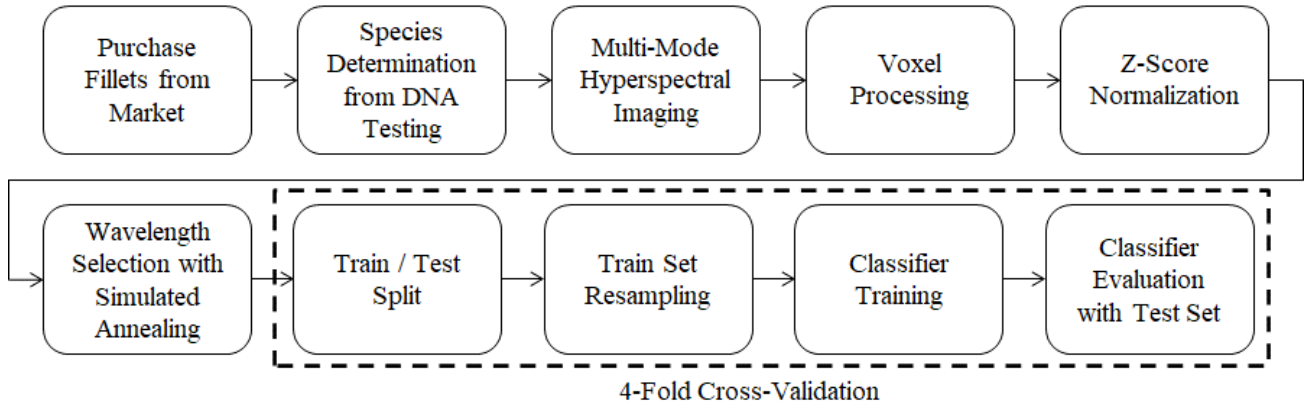 Purchase
Fillets from
Market
Species
Determination
from DNA
Testing
Multi-Mode
Hyperspectral
Imaging
Voxel
Processing
Z-Score
Normalization
Wavelength
Selection with
Simulated
Annealing
Train / Test
Split
Train Set
Resampling
Classifier
Training
Classifier
Evaluation
with Test Set
4-Fold Cross-Validation